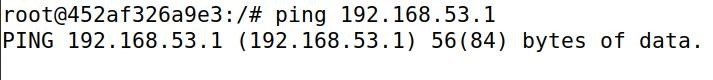 root@452af326a9e3:/# ping 192.168.53.1
PING 192.168.53.1 (192.168.53.1) 56(84) bytes of data.